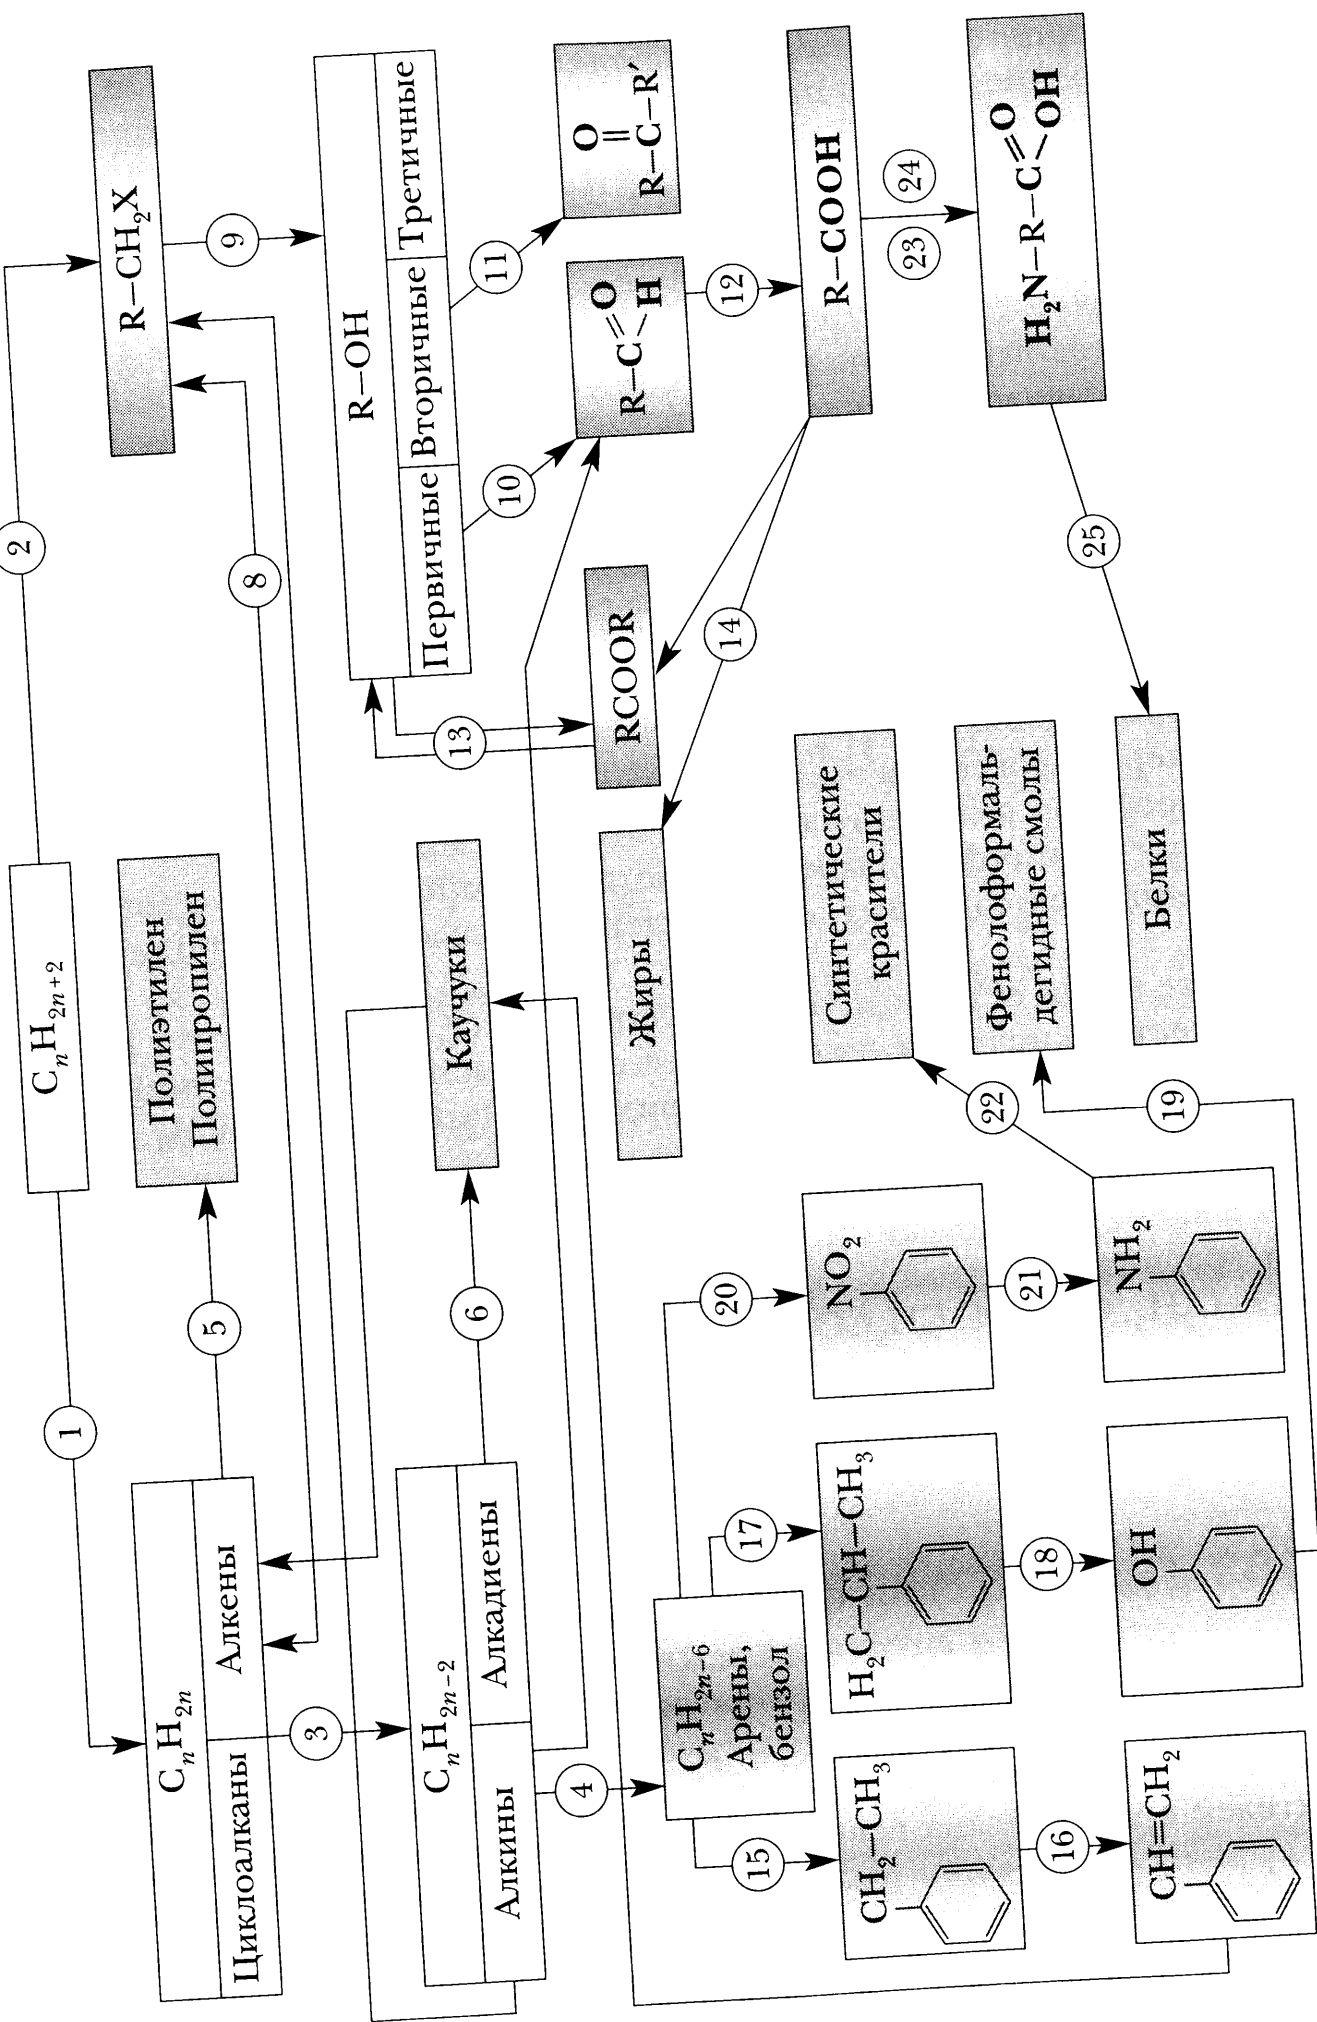 2
CₙH₂ₙ₊₂
1
R–CH₂X
9
Полиэтилен
Полипропилен
5
8
CₙH₂ₙ
Циклоалканы
Алкены
3
R–OH
Первичные
Вторичные
Третичные
10
11
O
R–C–R′
O
R–C
H
12
13
RCOOR
14
Каучуки
6
CₙH₂ₙ₋₂
Алкины
Алкадиены
4
Жиры
R–COOH
23
24
O
H₂N–R–C
OH
25
CₙH₂ₙ₋₆
Арены,
бензол
15
17
20
CH₂–CH₃
H₂C–CH–CH₃
NO₂
16
18
21
CH=CH₂
OH
NH₂
22
19
Синтетические
красители
Фенолоформаль-
дегидные смолы
Белки